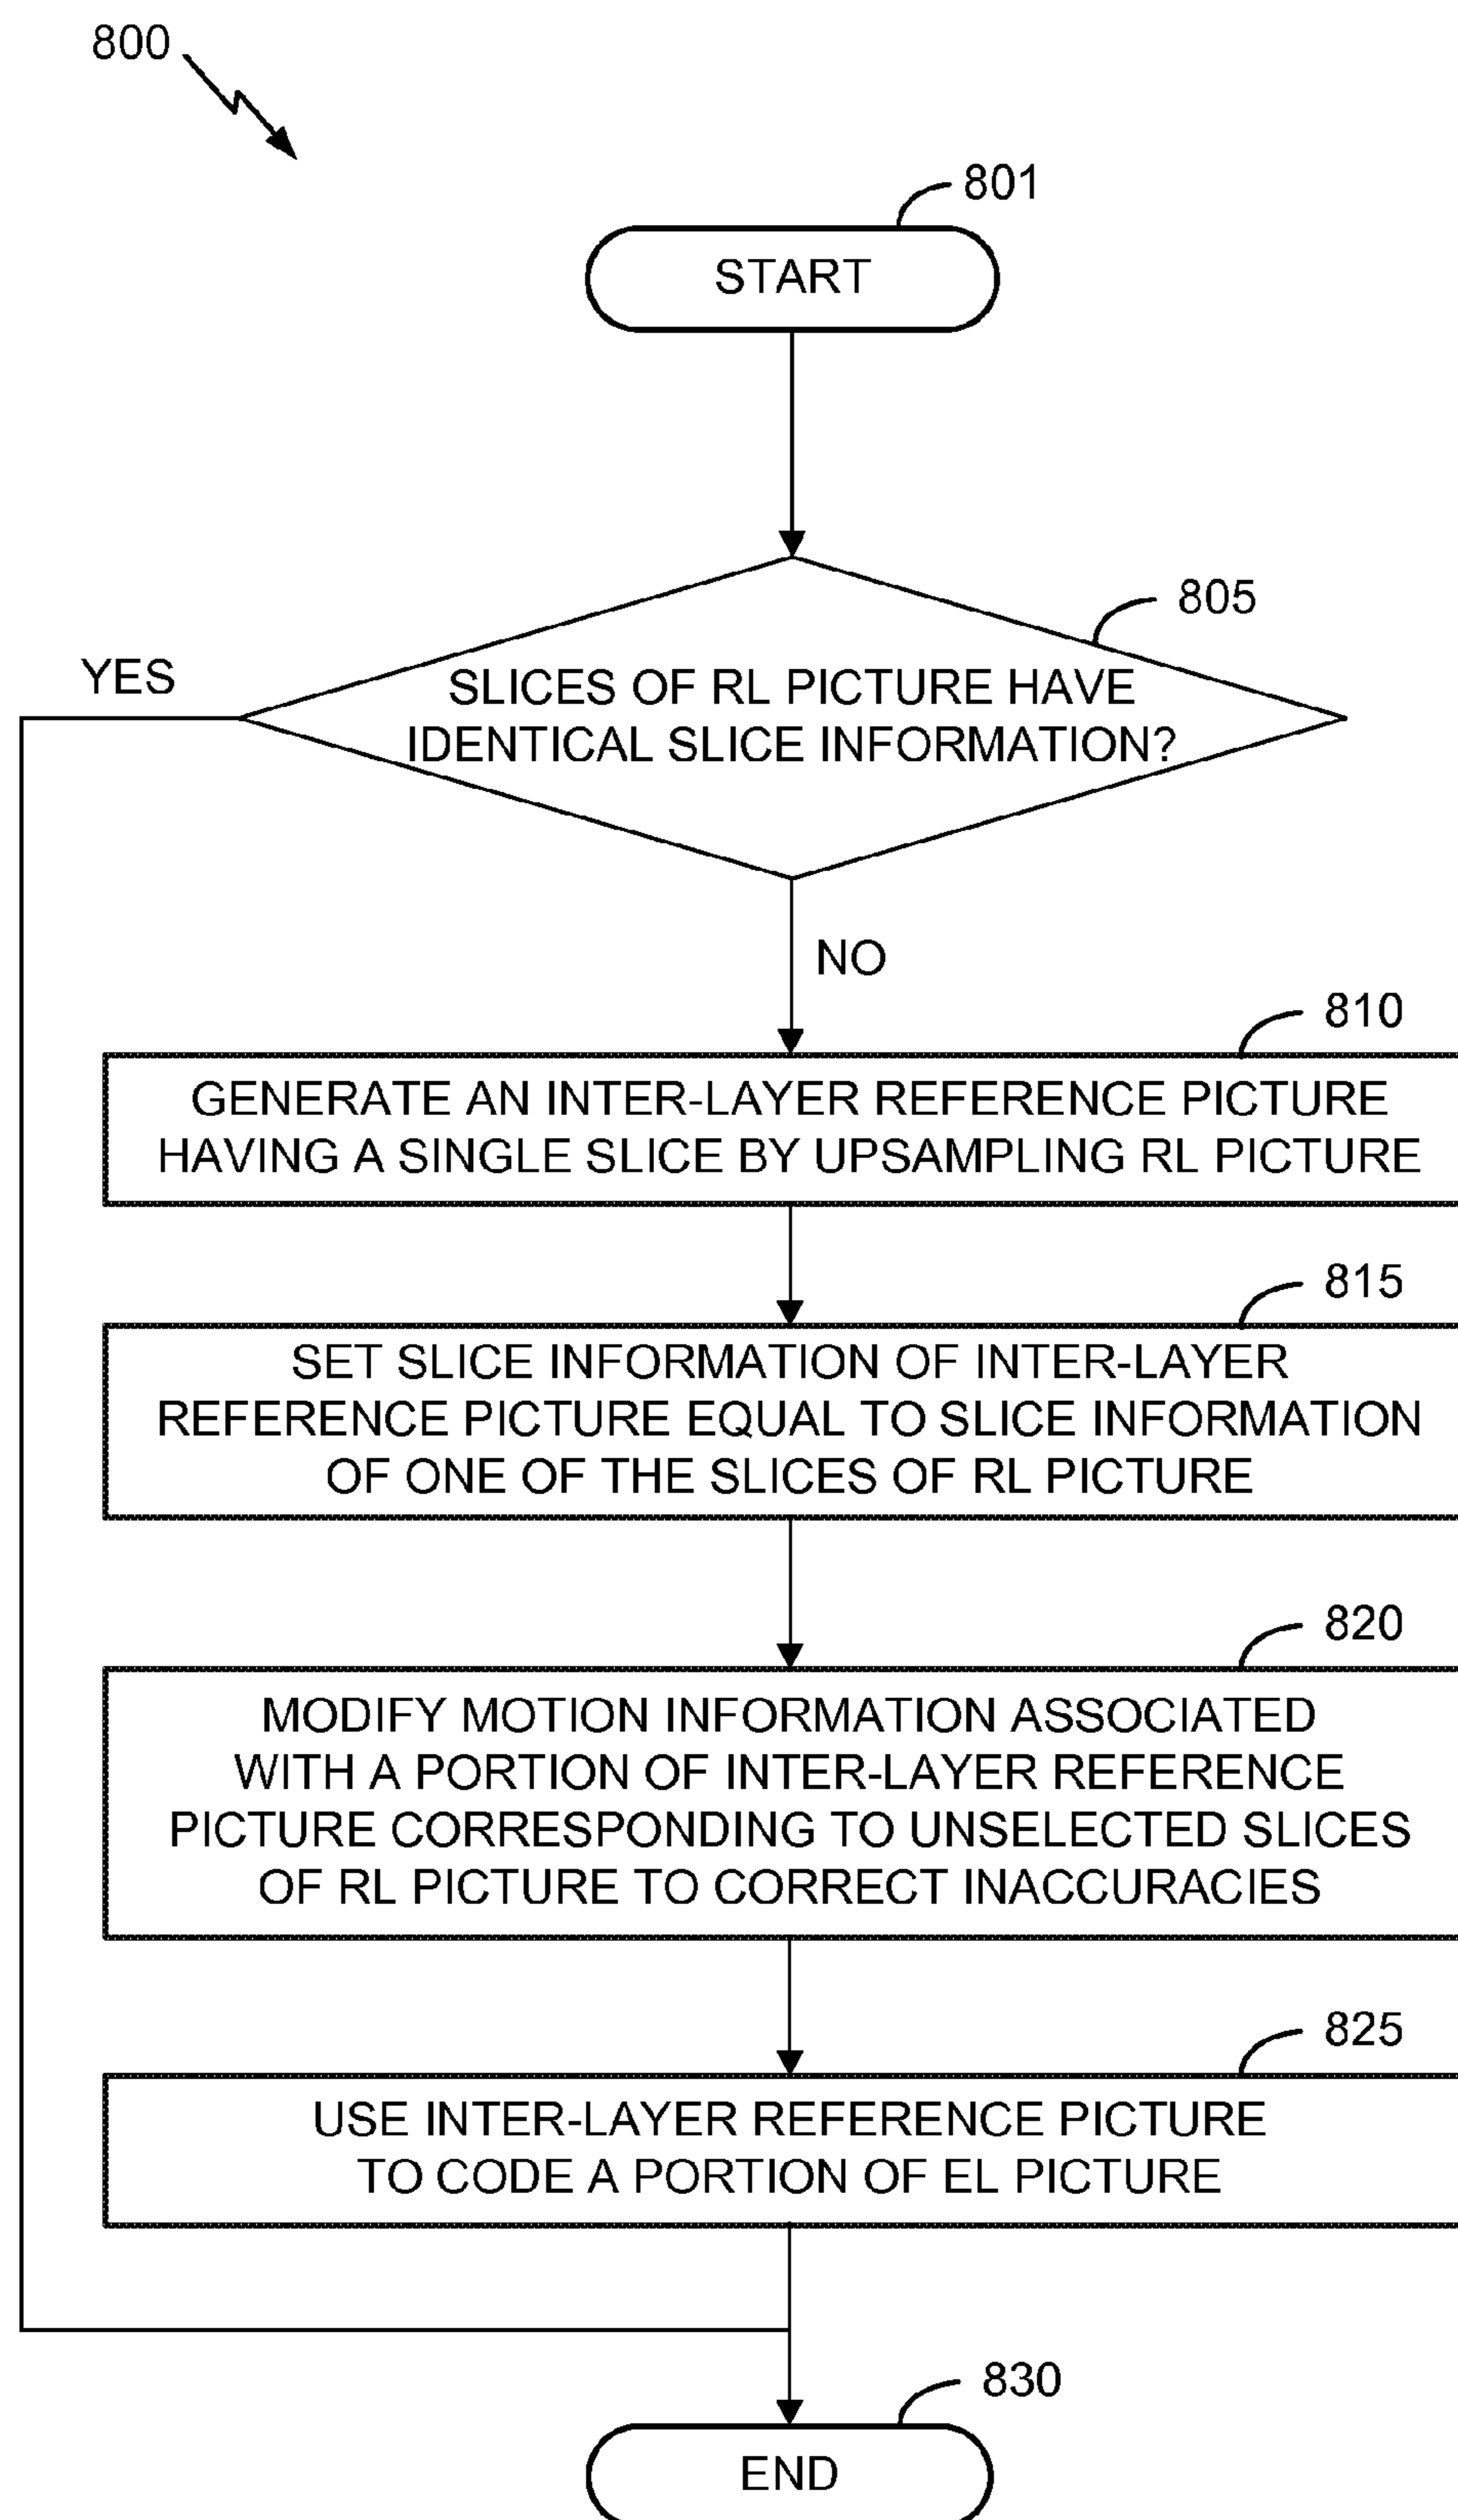 800
801
START
805
YES
SLICES OF RL PICTURE HAVE
IDENTICAL SLICE INFORMATION?
NO
810
GENERATE AN INTER-LAYER REFERENCE PICTURE
HAVING A SINGLE SLICE BY UPSAMPLING RL PICTURE
815
SET SLICE INFORMATION OF INTER-LAYER
REFERENCE PICTURE EQUAL TO SLICE INFORMATION
OF ONE OF THE SLICES OF RL PICTURE
820
MODIFY MOTION INFORMATION ASSOCIATED
WITH A PORTION OF INTER-LAYER REFERENCE
PICTURE CORRESPONDING TO UNSELECTED SLICES
OF RL PICTURE TO CORRECT INACCURACIES
825
USE INTER-LAYER REFERENCE PICTURE
TO CODE A PORTION OF EL PICTURE
830
END